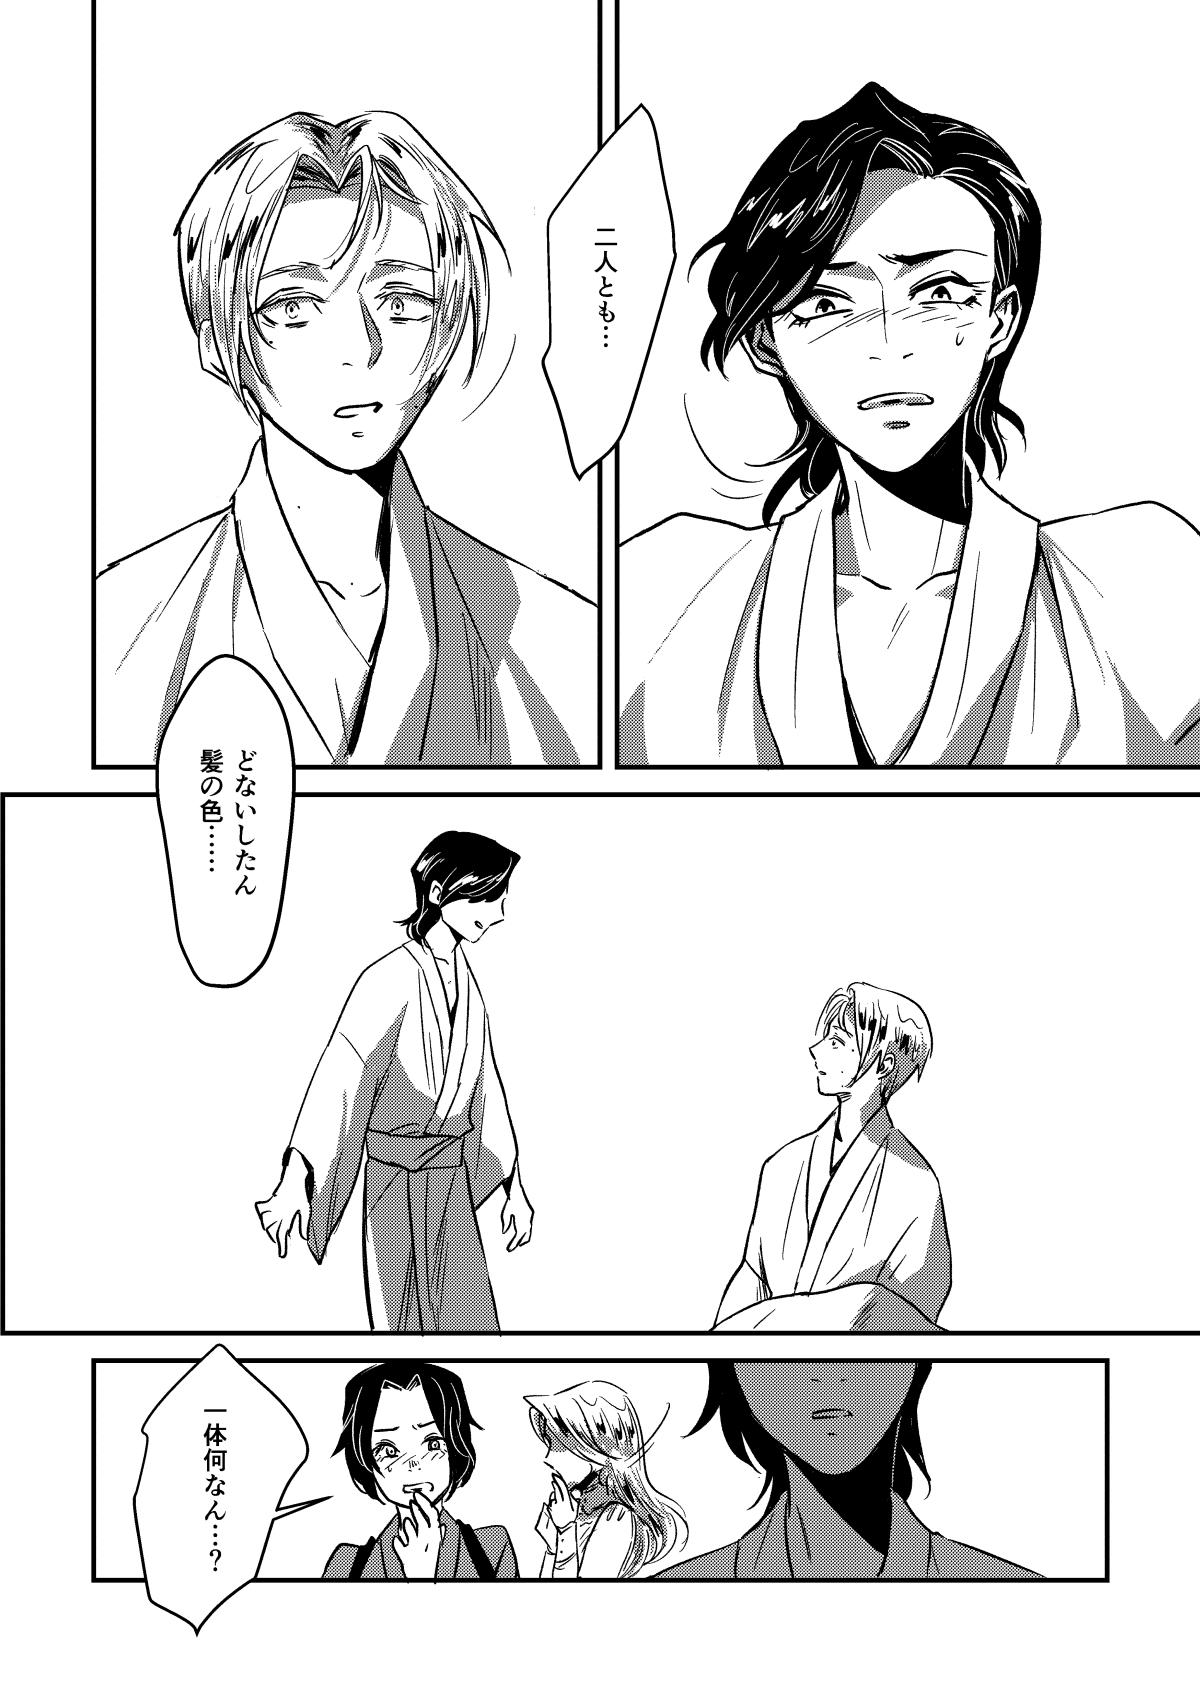 二人とも…
どないしたん
髪の色……
一体何なん…?